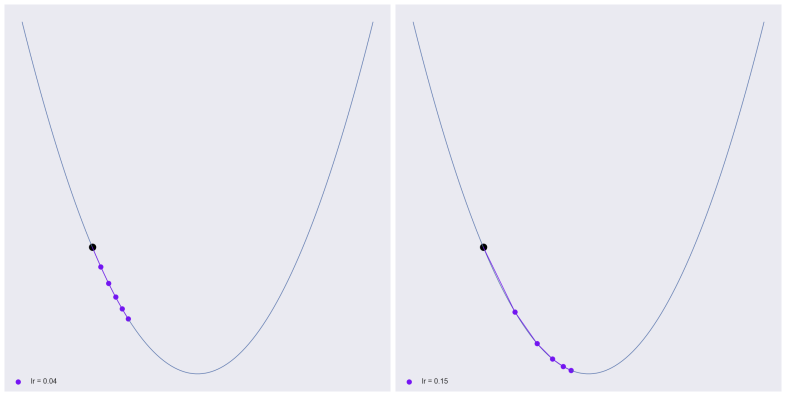 lr = 0.04
lr = 0.15